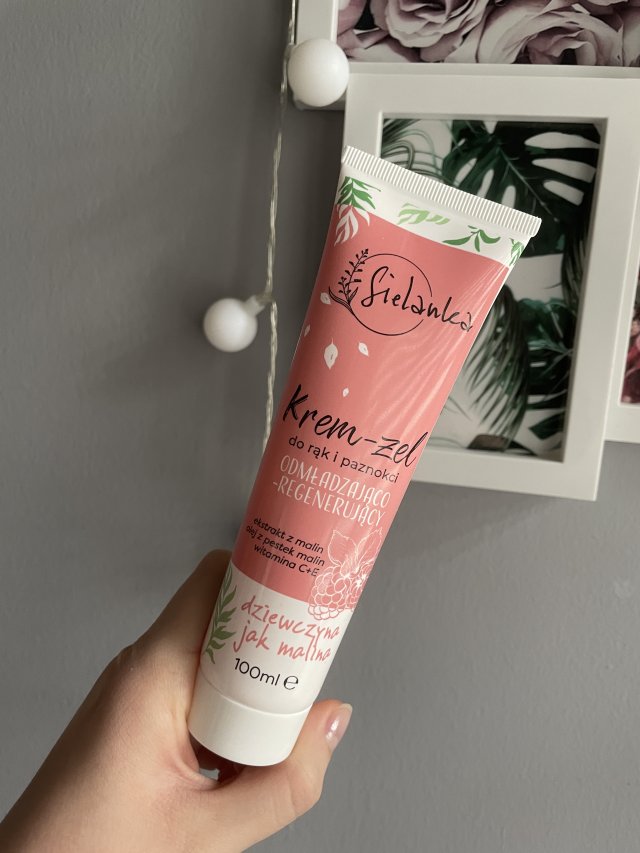 Sielanka
Krem-żel
do rąk i paznokci
ODMŁADZAJĄCO
-REGENERUJĄCY
ekstrakt z malin
olej z pestek malin
witamina C+E
dziewczyna
jak malina
100ml e